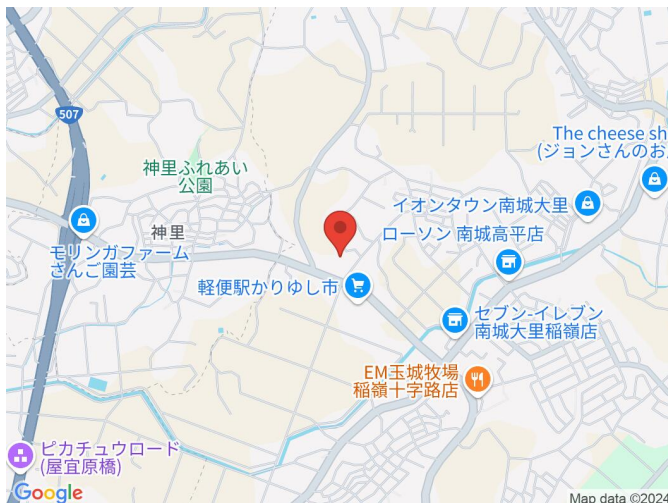 507
The cheese sh
(ジョンさんのお
神里ふれあい
公園
イオンタウン南城大里
神里
ローソン 南城高平店
モリンガファーム
さんご園芸
軽便駅かりゆし市
セブン-イレブン
南城大里稲嶺店
EM玉城牧場
稲嶺十字路店
ピカチュウロード
(屋宜原橋)
Google
Map data ©2024